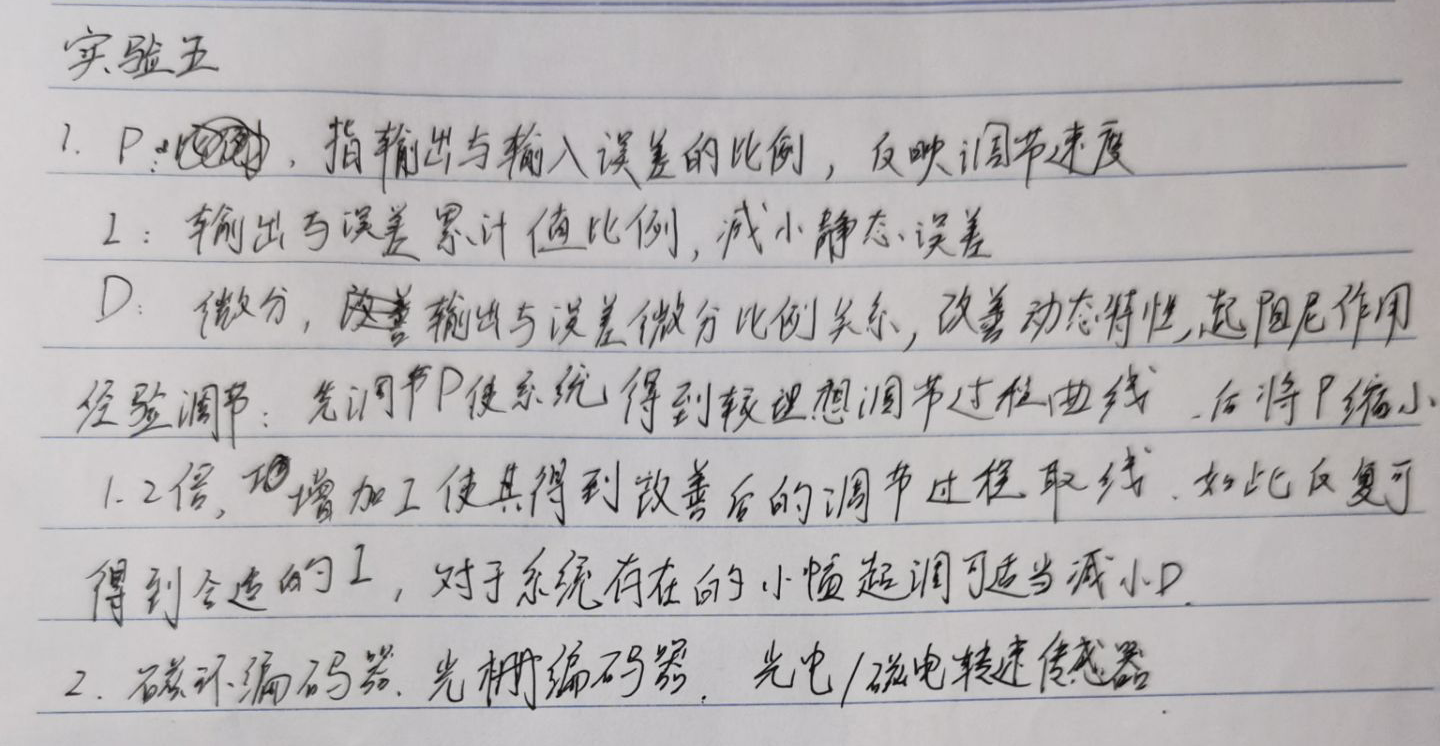 实验五
1. P: 指输出与输入误差的比例，反映调节速度
I：输出与误差累计值比例，减小静态误差
D：微分，输出与误差微分比例关系，改善动态特性，起阻尼作用
经验调节：先调节P使系统得到较理想调节过程曲线，后将P缩小
1.2倍，增加I使其得到改善后的调节过程取线．如此反复可
得到合适的I，对于系统存在的小幅超调可适当减小D.
2. 磁环编码器．光栅编码器．光电/磁电转速传感器